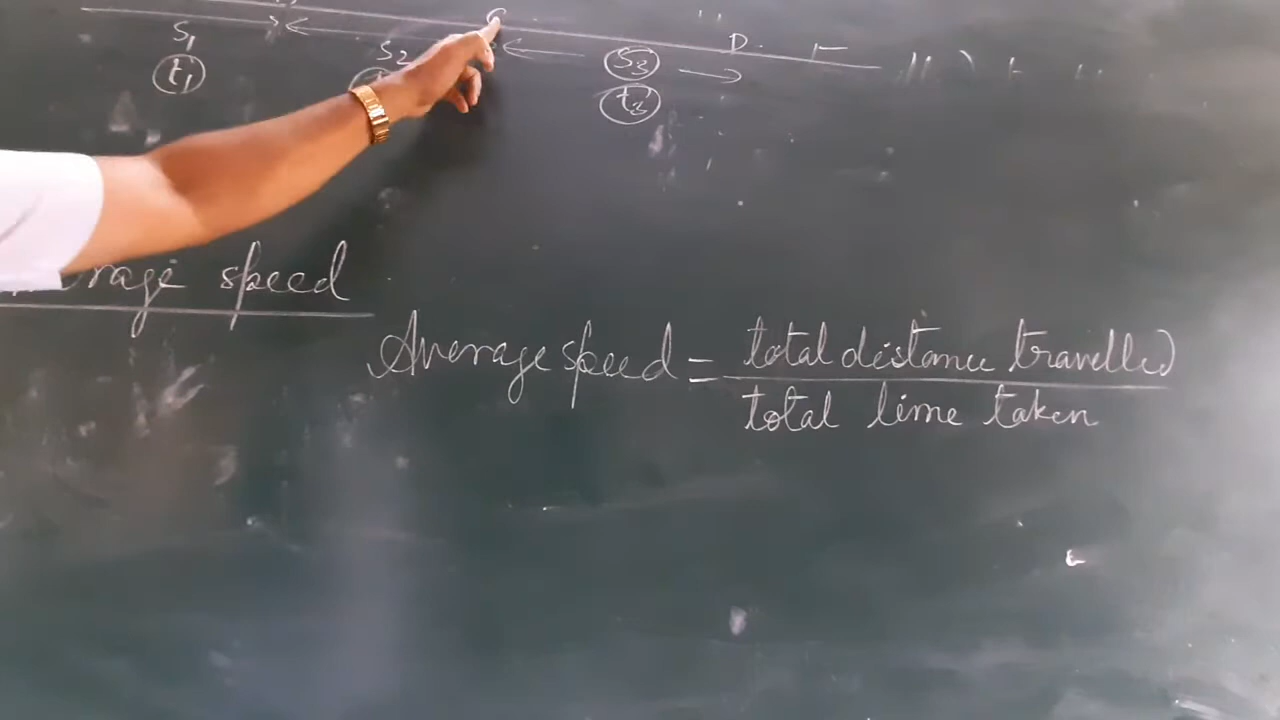 C
D
S1
S2
S3
t1
t3
rage speed
Average speed = total distance travelled
total time taken